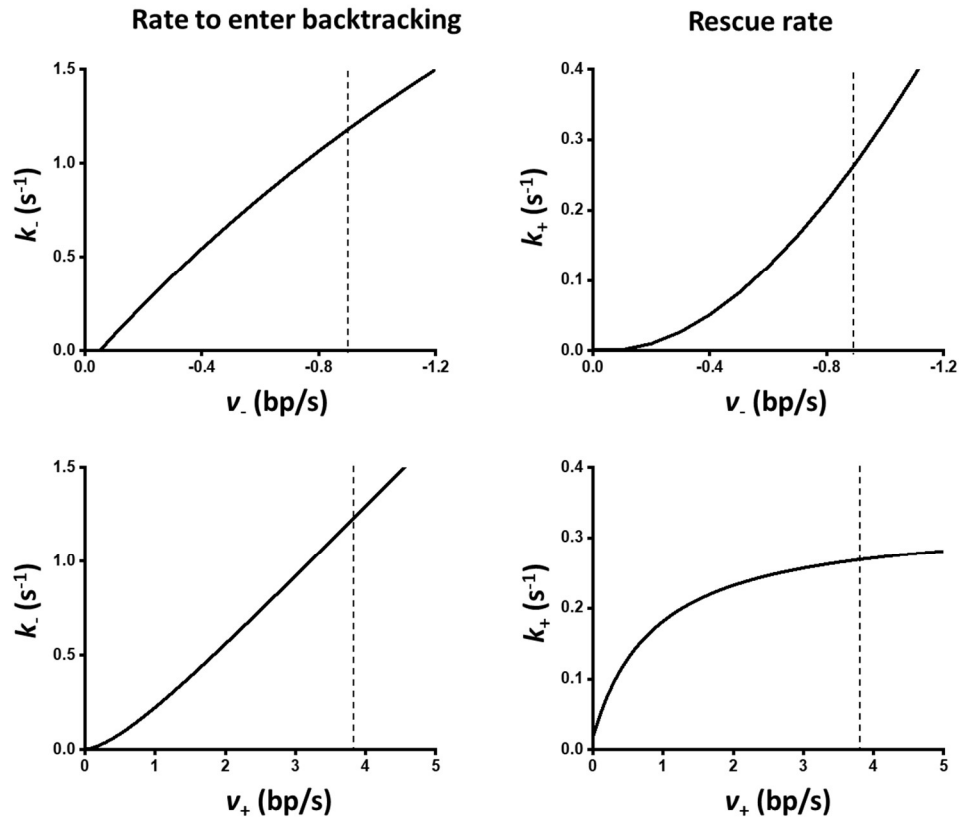 Rate to enter backtracking
Rescue rate
1.5
1.0
0.5
0.0
k₋ (s⁻¹)
0.0 -0.4 -0.8 -1.2
v₋ (bp/s)
0.4
0.3
0.2
0.1
0.0
k₊ (s⁻¹)
0.0 -0.4 -0.8 -1.2
v₋ (bp/s)
1.5
1.0
0.5
0.0
k₋ (s⁻¹)
0 1 2 3 4 5
v₊ (bp/s)
0.4
0.3
0.2
0.1
0.0
k₊ (s⁻¹)
0 1 2 3 4 5
v₊ (bp/s)